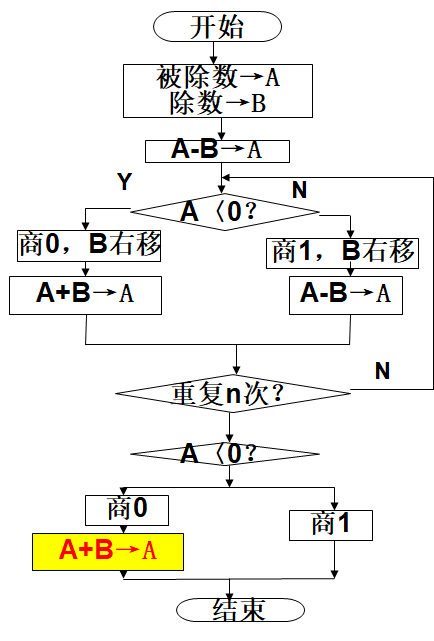 开始
被除数→A
除数→B
A-B→A
Y
N
A〈0?
商0，B右移
商1，B右移
A+B→A
A-B→A
N
重复n次?
A〈0?
商0
商1
A+B→A
结束